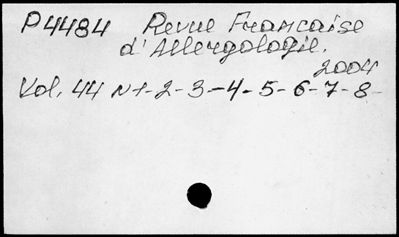 P4484 Revue Francaise
d'Allergologie.
2004
Vol. 44 N 1-2-3-4-5-6-7-8-